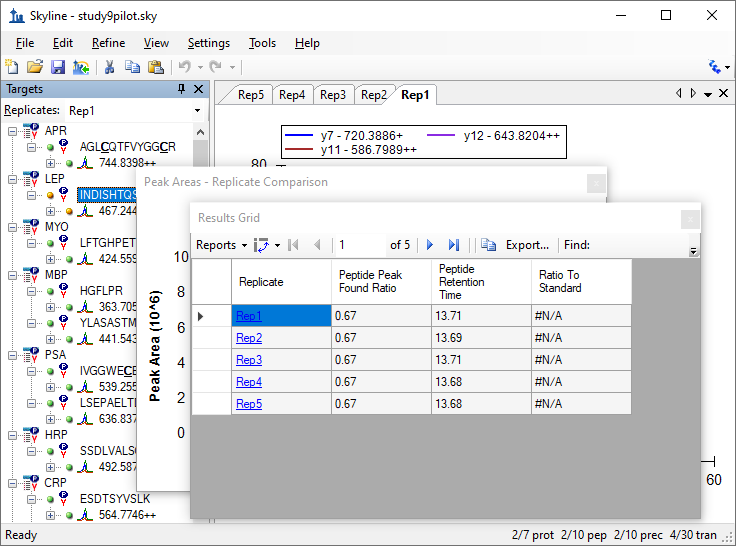 Skyline - study9pilot.sky
File Edit Refine View Settings Tools Help
Targets
Replicates: Rep1
APR
AGLCQTFVYGGCR
744.8398++
LEP
INDISHTQS
467.244
MYO
LFTGHPET
424.559
MBP
HGFLPR
363.705
YLASASTM
441.543
PSA
IVGGWEC
539.255
LSEPAELT
636.837
HRP
SSDLVALS
492.587
CRP
ESDTSYVSLK
564.7746++
Rep5 Rep4 Rep3 Rep2 Rep1
y7 - 720.3886+ y12 - 643.8204++
y11 - 586.7989++
80
60
Peak Areas - Replicate Comparison
Peak Area (10^6)
10
8
6
4
2
0
Results Grid
Reports 1 of 5 Export... Find:
Replicate Peptide Peak Found Ratio Peptide Retention Time Ratio To Standard
Rep1 0.67 13.71 #N/A
Rep2 0.67 13.69 #N/A
Rep3 0.67 13.71 #N/A
Rep4 0.67 13.68 #N/A
Rep5 0.67 13.68 #N/A
Ready 2/7 prot 2/10 pep 2/10 prec 4/30 tran